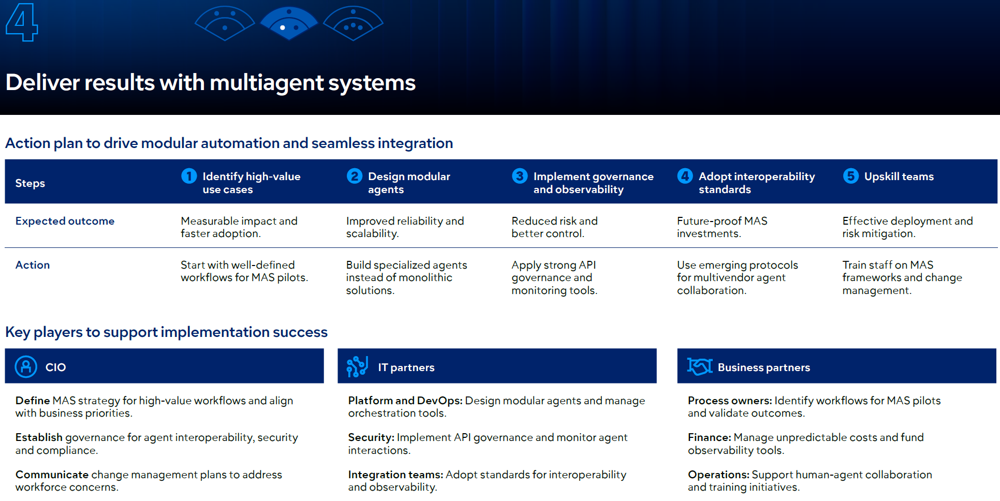 4
Deliver results with multiagent systems
Action plan to drive modular automation and seamless integration
Steps
1 Identify high-value
use cases
2 Design modular
agents
3 Implement governance
and observability
4 Adopt interoperability
standards
5 Upskill teams
Expected outcome
Measurable impact and
faster adoption.
Improved reliability and
scalability.
Reduced risk and
better control.
Future-proof MAS
investments.
Effective deployment and
risk mitigation.
Action
Start with well-defined
workflows for MAS pilots.
Build specialized agents
instead of monolithic
solutions.
Apply strong API
governance and
monitoring tools.
Use emerging protocols
for multivendor agent
collaboration.
Train staff on MAS
frameworks and change
management.
Key players to support implementation success
CIO
Define MAS strategy for high-value workflows and align
with business priorities.
Establish governance for agent interoperability, security
and compliance.
Communicate change management plans to address
workforce concerns.
IT partners
Platform and DevOps: Design modular agents and manage
orchestration tools.
Security: Implement API governance and monitor agent
interactions.
Integration teams: Adopt standards for interoperability
and observability.
Business partners
Process owners: Identify workflows for MAS pilots
and validate outcomes.
Finance: Manage unpredictable costs and fund
observability tools.
Operations: Support human-agent collaboration
and training initiatives.